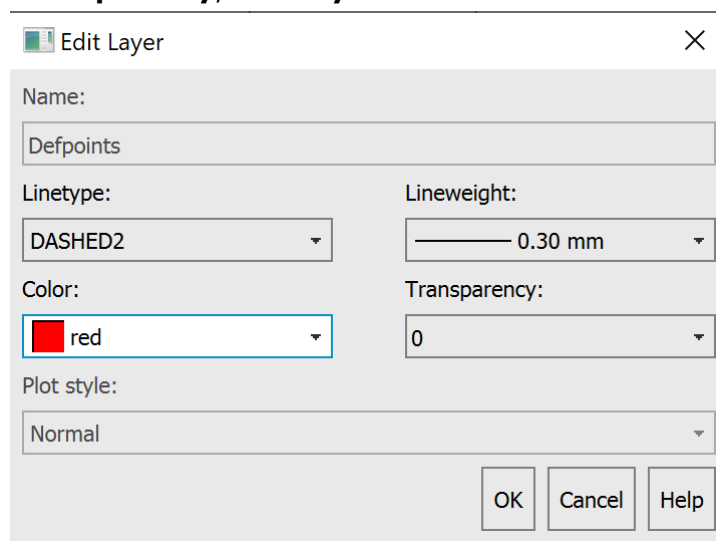 Edit Layer
Name:
Defpoints
Linetype:
Lineweight:
DASHED2
0.30 mm
Color:
Transparency:
red
0
Plot style:
Normal
OK
Cancel
Help